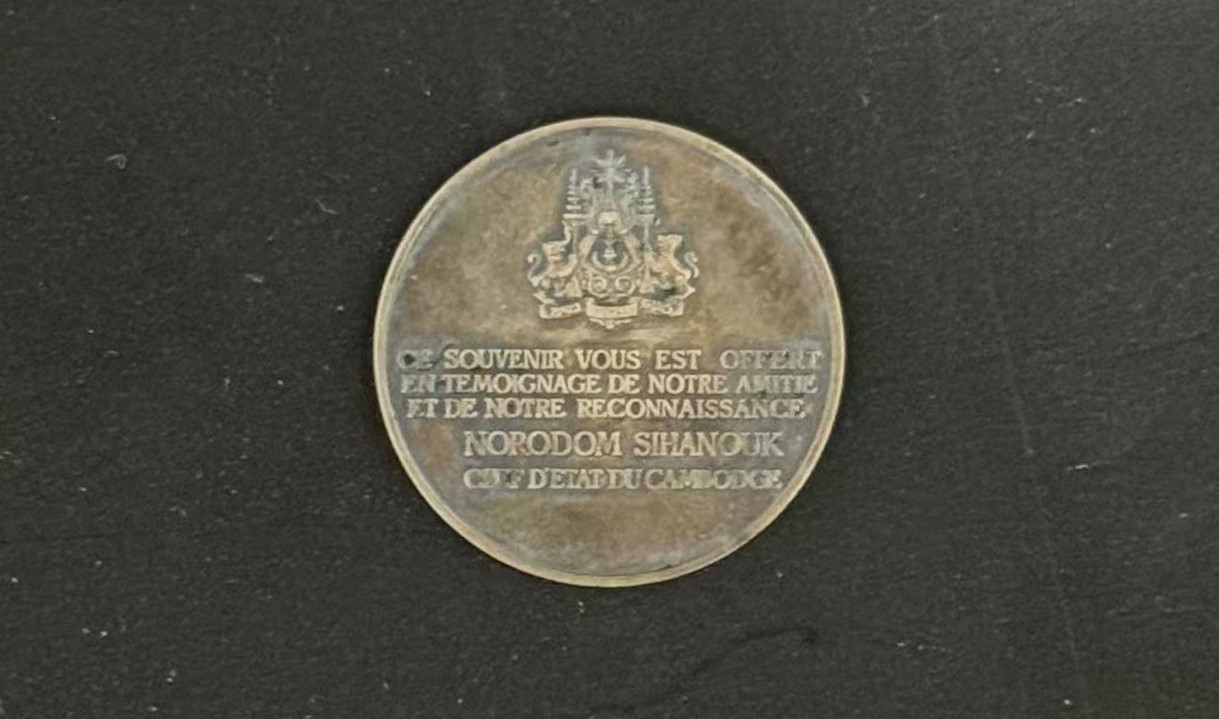 CE SOUVENIR VOUS EST OFFERT
EN TEMOIGNAGE DE NOTRE AMITIE
ET DE NOTRE RECONNAISSANCE
NORODOM SIHANOUK
CHEF D'ETAT DU CAMBODGE